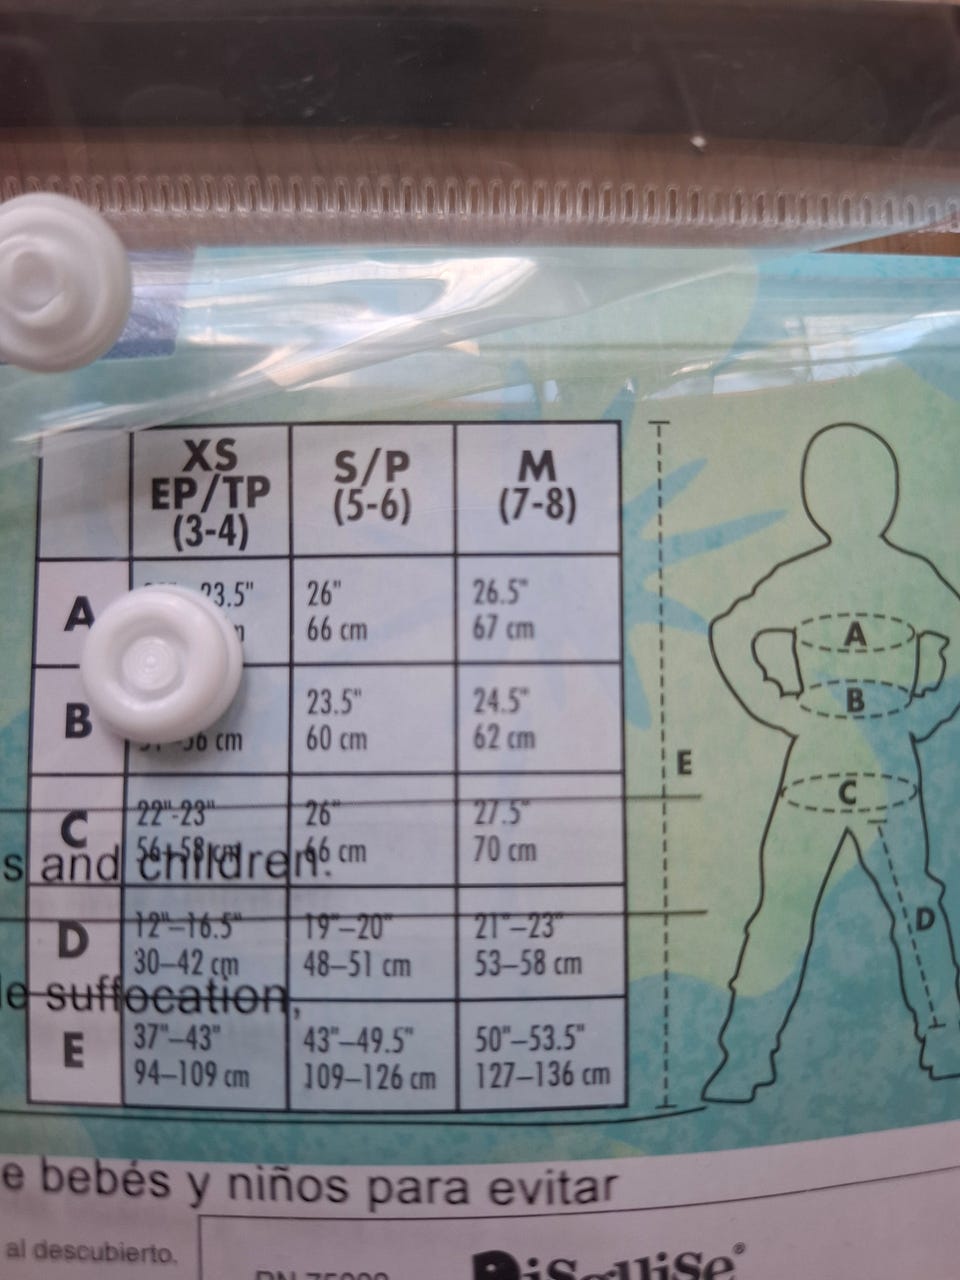 XS S/P M
EP/TP (5-6) (7-8)
(3-4)
A 23.5" 26" 26.5"
66 cm 67 cm
B 23.5" 24.5"
cm 60 cm 62 cm
C 22"-23" 26" 27.5"
56–58 cm 66 cm 70 cm
s and children.
D 12"–16.5" 19"–20" 21"–23"
30–42 cm 48–51 cm 53–58 cm
le suffocation,
E 37"–43" 43"–49.5" 50"–53.5"
94–109 cm 109–126 cm 127–136 cm
A
B
C
D
E
e bebés y niños para evitar
al descubierto.
DiSGUiSe®